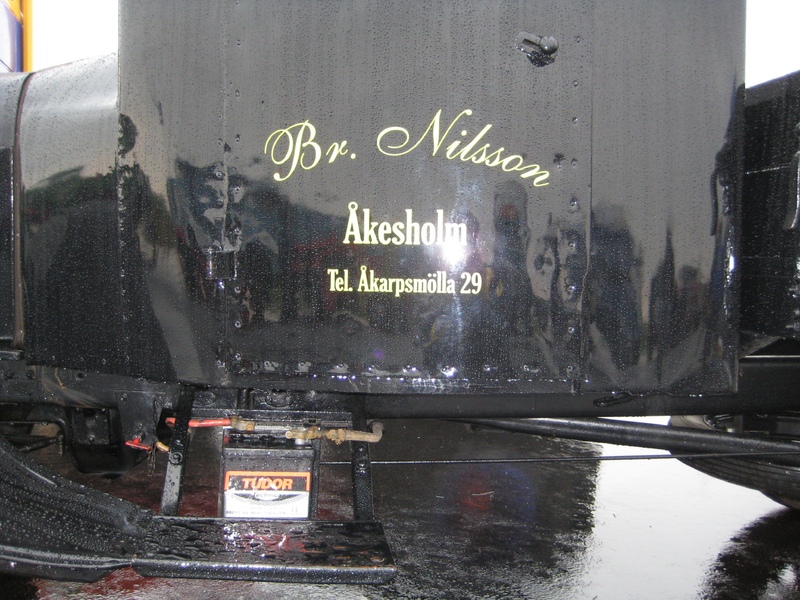 Br. Nilsson
Åkesholm
Tel. Åkarpsmölla 29
TUDOR